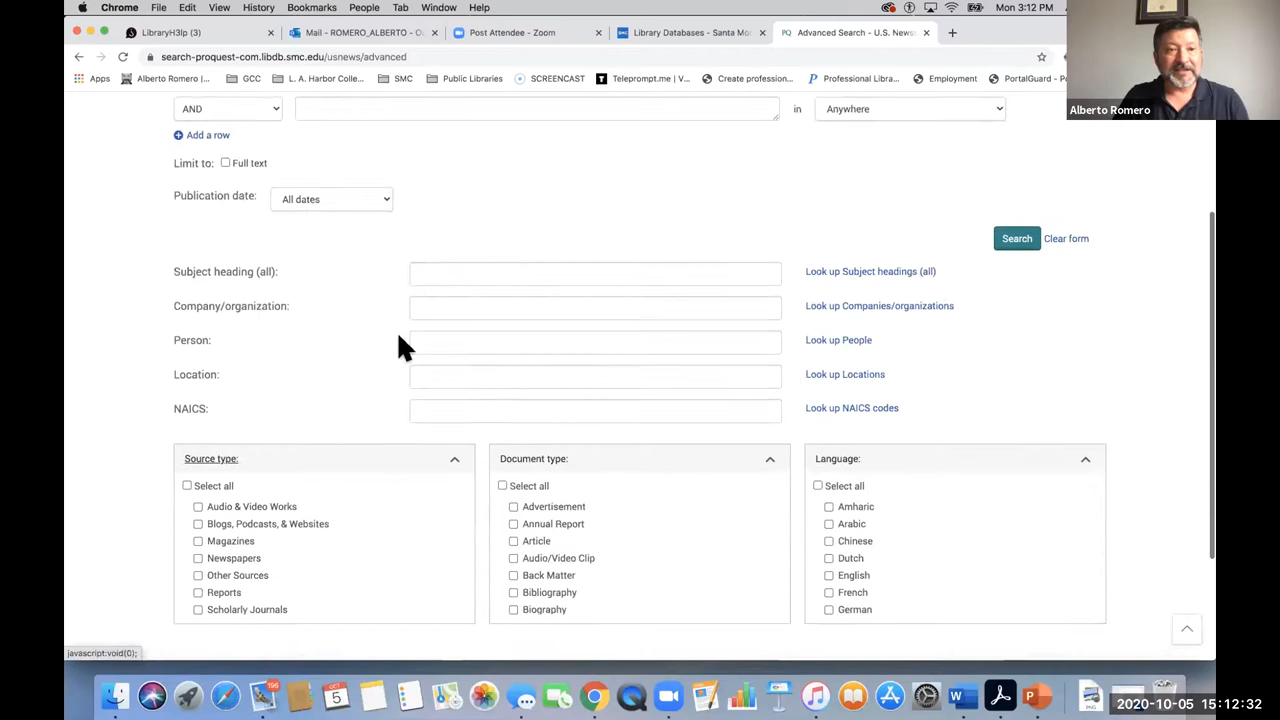 Chrome File Edit View History Bookmarks People Tab Window Help Mon 3:12 PM
LibraryH3lp (3) Mail - ROMERO_ALBERTO - O Post Attendee - Zoom Library Databases - Santa Mo Advanced Search - U.S. News
search-proquest-com.libdb.smc.edu/usnews/advanced
Apps Alberto Romero |... GCC L. A. Harbor Colle... SMC Public Libraries SCREENCAST Teleprompt.me | V... Create profession... Professional Libra... Employment PortalGuard - per
Alberto Romero
AND in Anywhere
Add a row
Limit to: Full text
Publication date: All dates
Search Clear form
Subject heading (all): Look up Subject headings (all)
Company/organization: Look up Companies/organizations
Person: Look up People
Location: Look up Locations
NAICS: Look up NAICS codes
Source type: Document type: Language:
Select all Select all Select all
Audio & Video Works Advertisement Amharic
Blogs, Podcasts, & Websites Annual Report Arabic
Magazines Article Chinese
Newspapers Audio/Video Clip Dutch
Other Sources Back Matter English
Reports Bibliography French
Scholarly Journals Biography German
javascript:void(0);
196 OCT 5
2020-10-05 15:12:32